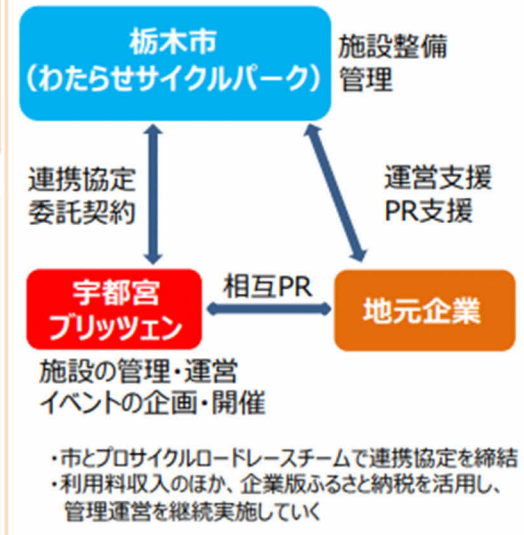 栃木市
(わたらせサイクルパーク)
施設整備
管理
連携協定
委託契約
運営支援
PR支援
宇都宮
ブリッツェン
相互PR
地元企業
施設の管理・運営
イベントの企画・開催
・市とプロサイクルロードレースチームで連携協定を締結
・利用料収入のほか、企業版ふるさと納税を活用し、
管理運営を継続実施していく